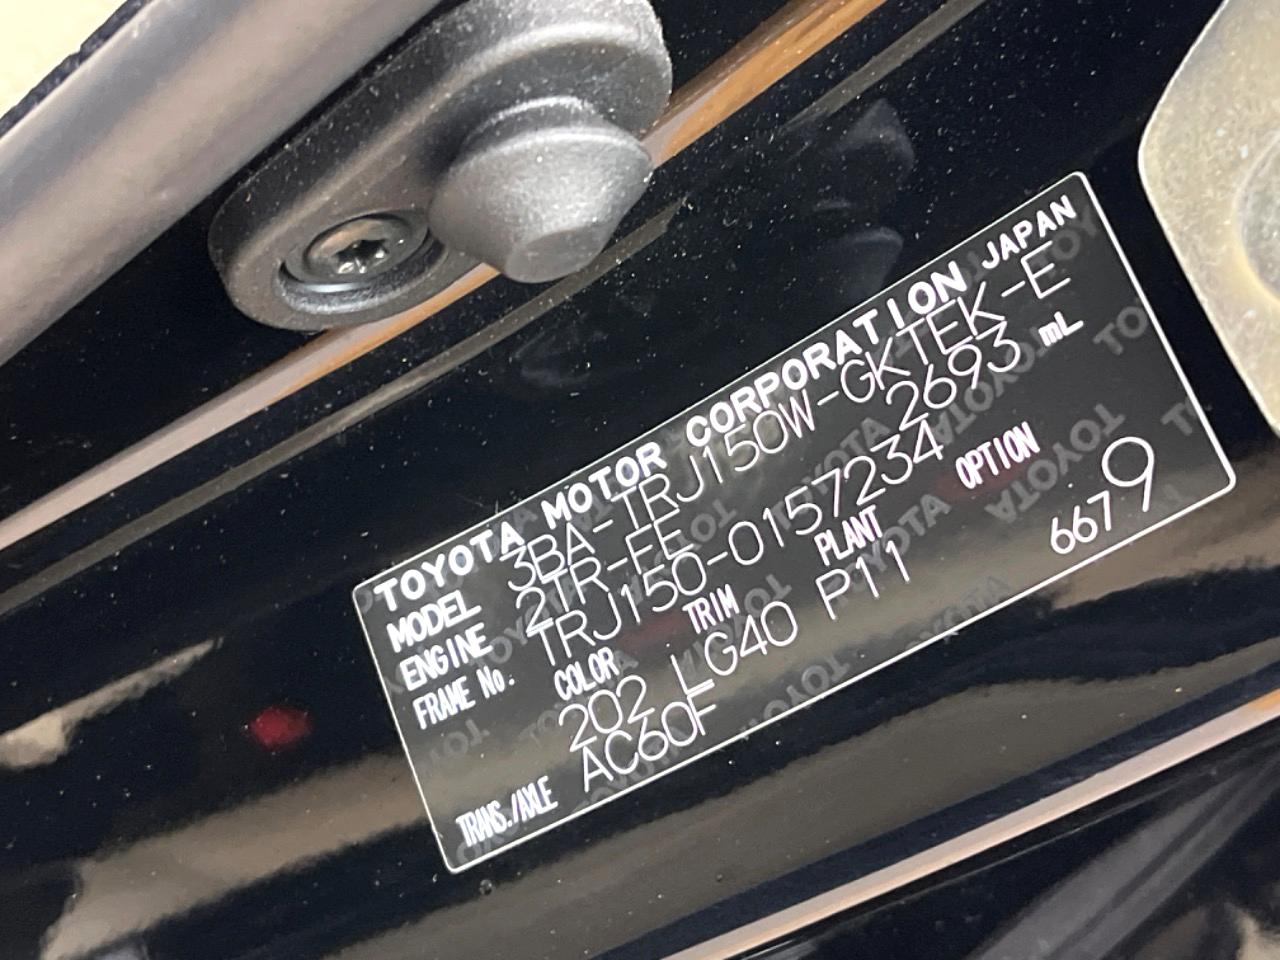 TOYOTA MOTOR CORPORATION JAPAN
MODEL 3BA-TRJ150W-GKTEK-E
ENGINE 2TR-FE 2693 mL
FRAME No. TRJ150-0157234
COLOR TRIM PLANT OPTION
202 LG40 P11
TRANS./AXLE AC60F
6679